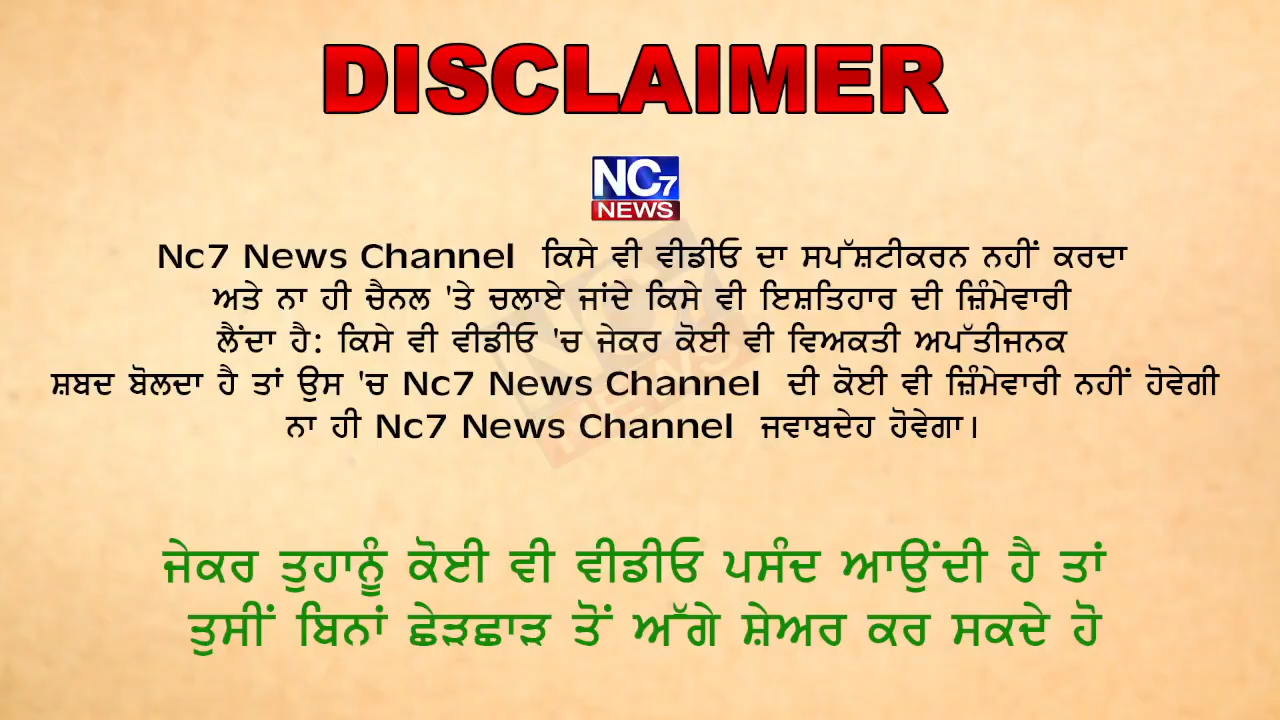 DISCLAIMER
NC7
NEWS
Nc7 News Channel ਕਿਸੇ ਵੀ ਵੀਡੀਓ ਦਾ ਸਪੱਸ਼ਟੀਕਰਨ ਨਹੀਂ ਕਰਦਾ
ਅਤੇ ਨਾ ਹੀ ਚੈਨਲ 'ਤੇ ਚਲਾਏ ਜਾਂਦੇ ਕਿਸੇ ਵੀ ਇਸ਼ਤਿਹਾਰ ਦੀ ਜ਼ਿੰਮੇਵਾਰੀ
ਲੈਂਦਾ ਹੈ: ਕਿਸੇ ਵੀ ਵੀਡੀਓ 'ਚ ਜੇਕਰ ਕੋਈ ਵੀ ਵਿਅਕਤੀ ਅਪੱਤੀਜਨਕ
ਸ਼ਬਦ ਬੋਲਦਾ ਹੈ ਤਾਂ ਉਸ 'ਚ Nc7 News Channel ਦੀ ਕੋਈ ਵੀ ਜ਼ਿੰਮੇਵਾਰੀ ਨਹੀਂ ਹੋਵੇਗੀ
ਨਾ ਹੀ Nc7 News Channel ਜਵਾਬਦੇਹ ਹੋਵੇਗਾ।
ਜੇਕਰ ਤੁਹਾਨੂੰ ਕੋਈ ਵੀ ਵੀਡੀਓ ਪਸੰਦ ਆਉਂਦੀ ਹੈ ਤਾਂ
ਤੁਸੀਂ ਬਿਨਾਂ ਛੇੜਛਾੜ ਤੋਂ ਅੱਗੇ ਸ਼ੇਅਰ ਕਰ ਸਕਦੇ ਹੋ